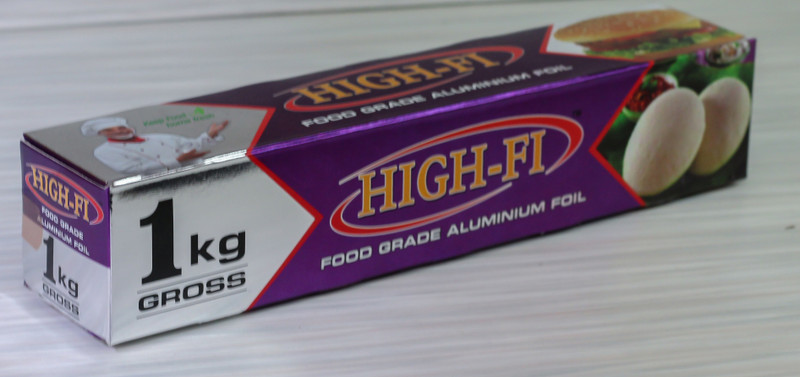 HIGH-FI
FOOD GRADE ALUMINIUM FOIL
HIGH-FI
FOOD GRADE
ALUMINIUM FOIL
1kg
GROSS
1kg
GROSS
HIGH-FI
FOOD GRADE ALUMINIUM FOIL